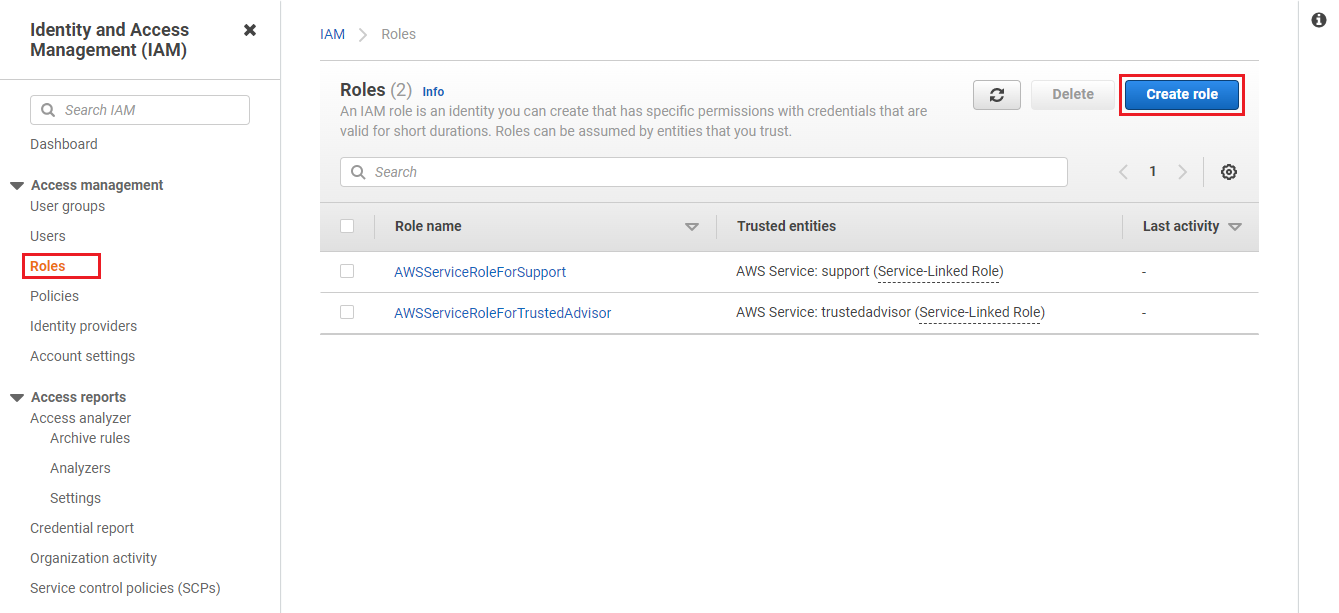 Identity and Access
Management (IAM)
Search IAM
Dashboard
Access management
User groups
Users
Roles
Policies
Identity providers
Account settings
Access reports
Access analyzer
Archive rules
Analyzers
Settings
Credential report
Organization activity
Service control policies (SCPs)
IAM Roles
Roles (2) Info
An IAM role is an identity you can create that has specific permissions with credentials that are
valid for short durations. Roles can be assumed by entities that you trust.
Delete
Create role
Search
1
Role name Trusted entities Last activity
AWSServiceRoleForSupport AWS Service: support (Service-Linked Role) -
AWSServiceRoleForTrustedAdvisor AWS Service: trustedadvisor (Service-Linked Role) -